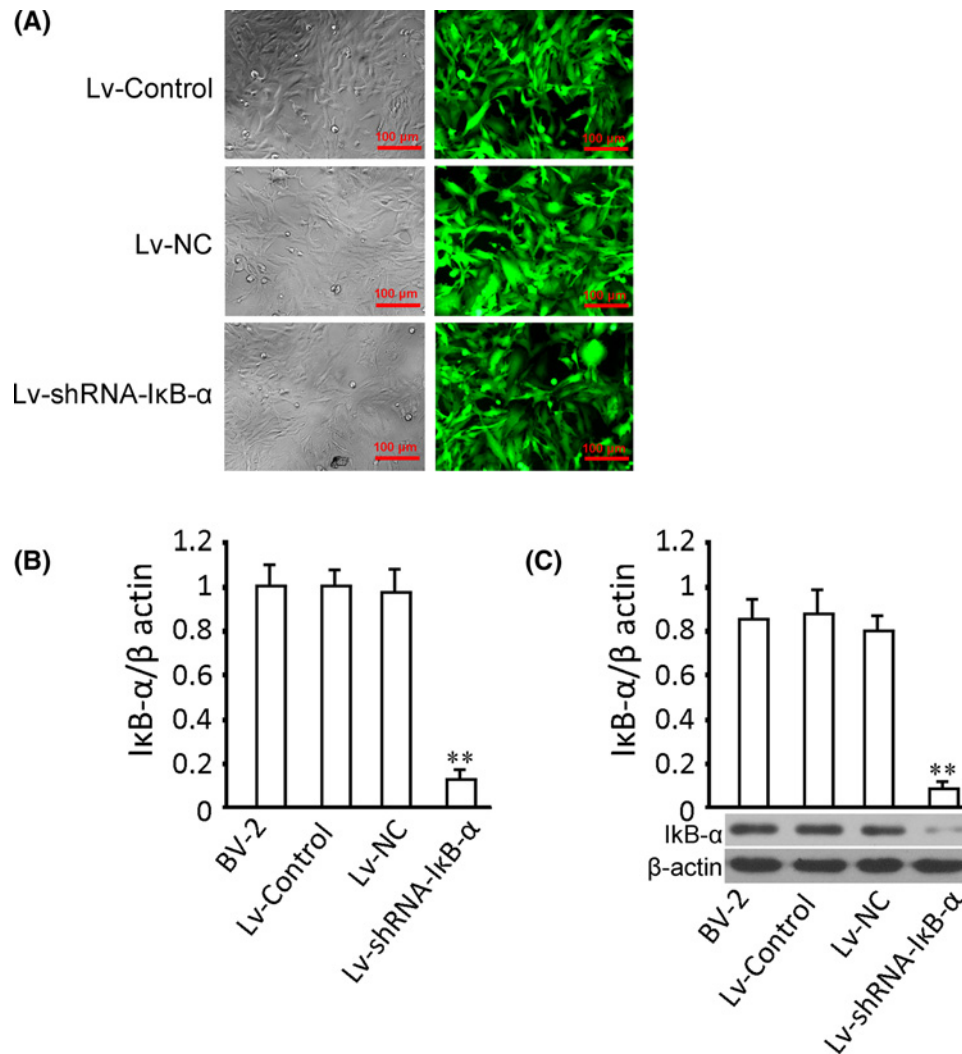 (A)
Lv-Control
100 µm
100 µm
Lv-NC
100 µm
100 µm
Lv-shRNA-IκB-α
100 µm
100 µm
(B)
IκB-α/β actin
1.2
1
0.8
0.6
0.4
0.2
0
**
BV-2
Lv-Control
Lv-NC
Lv-shRNA-IκB-α
(C)
IκB-α/β actin
1.2
1
0.8
0.6
0.4
0.2
0
**
IkB-α
β-actin
BV-2
Lv-Control
Lv-NC
Lv-shRNA-IκB-α